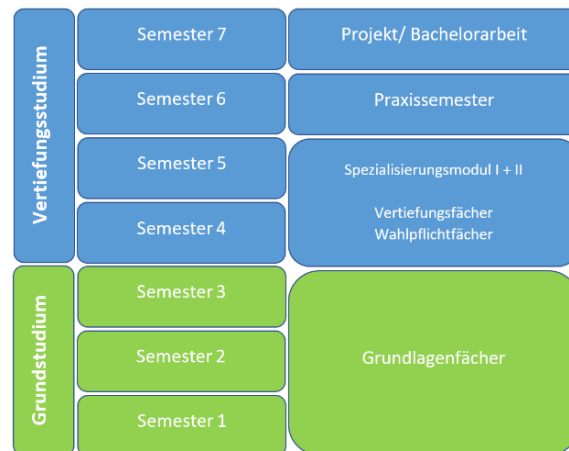 Vertiefungsstudium
Semester 7
Projekt/ Bachelorarbeit
Semester 6
Praxissemester
Semester 5
Spezialisierungsmodul I + II
Semester 4
Vertiefungsfächer
Wahlpflichtfächer
Grundstudium
Semester 3
Semester 2
Grundlagenfächer
Semester 1